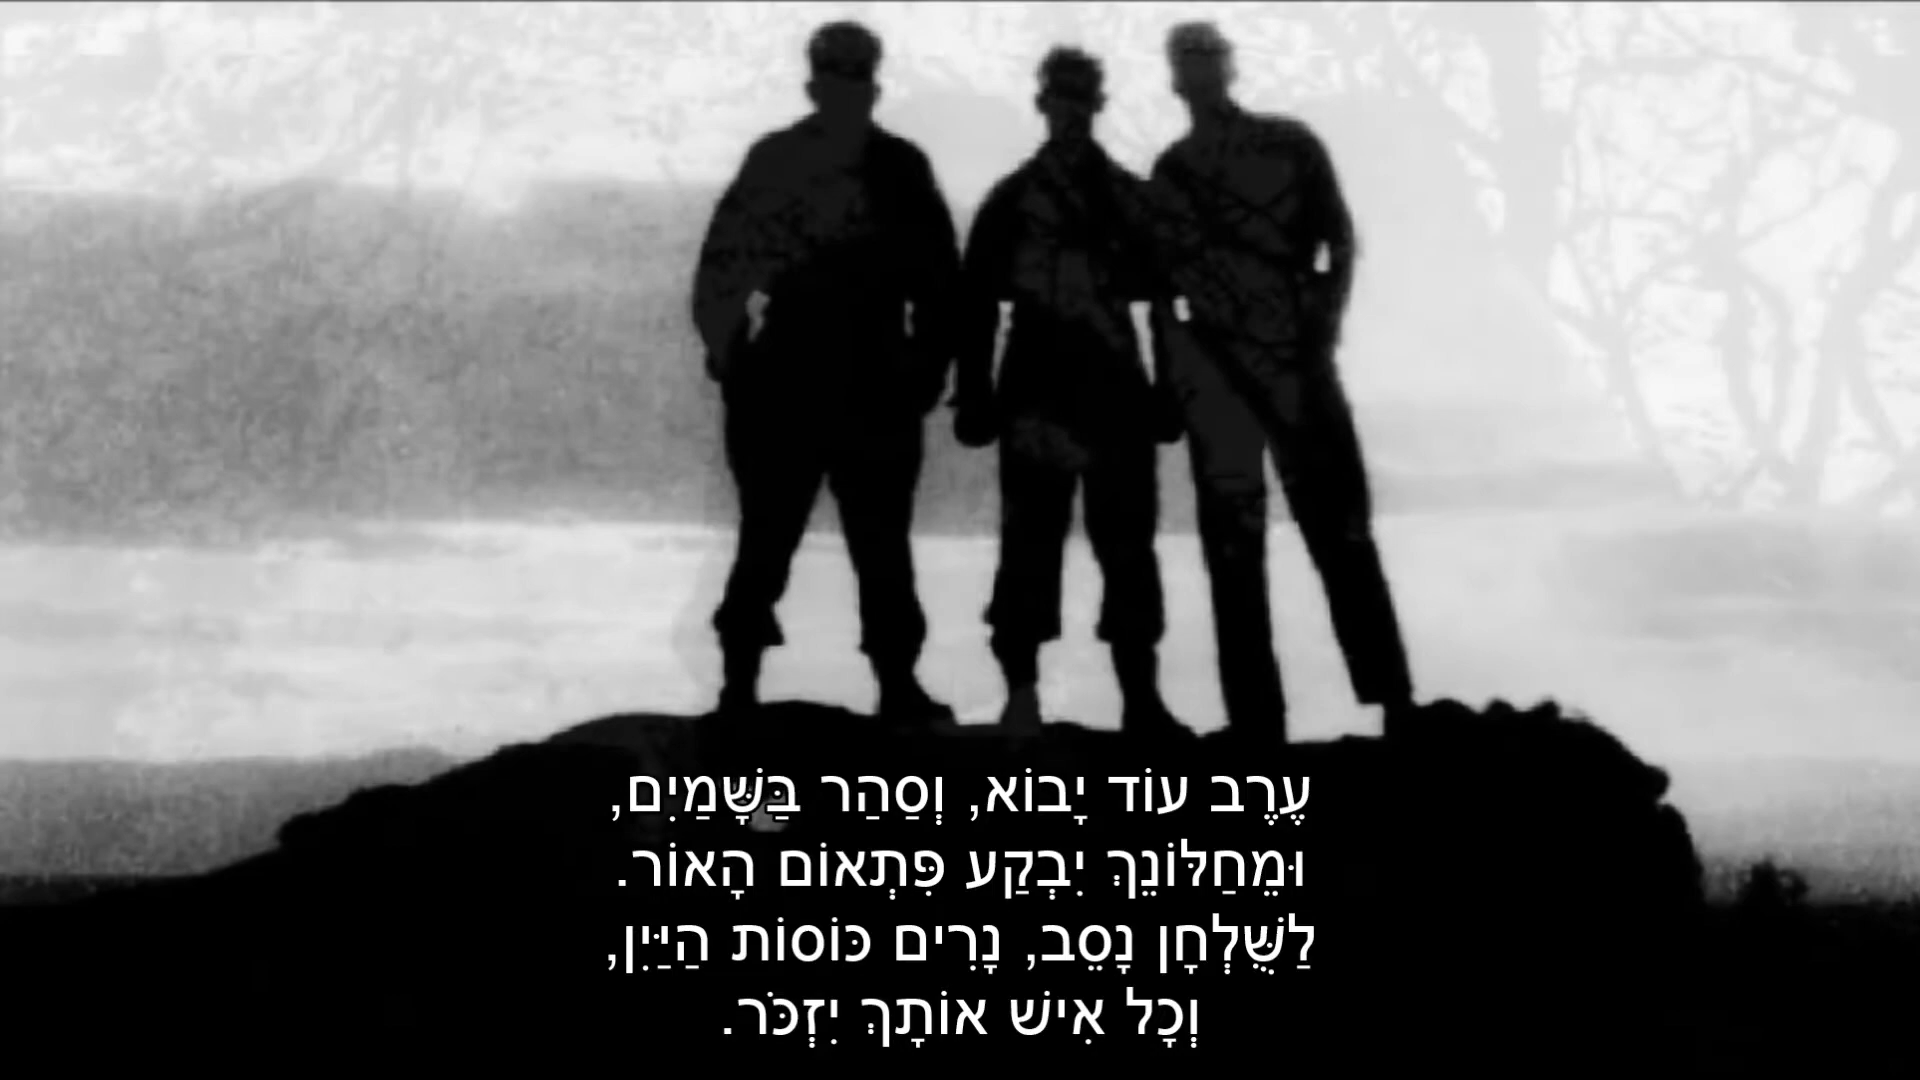 עֶרֶב עוֹד יָבוֹא, וְסַהַר בַּשָּׁמַיִם,
וּמֵחַלּוֹנֵךְ יִבְקַע פִּתְאוֹם הָאוֹר.
לַשֻּׁלְחָן נָסֵב, נָרִים כּוֹסוֹת הַיַּיִן,
וְכָל אִישׁ אוֹתָךְ יִזְכֹּר.